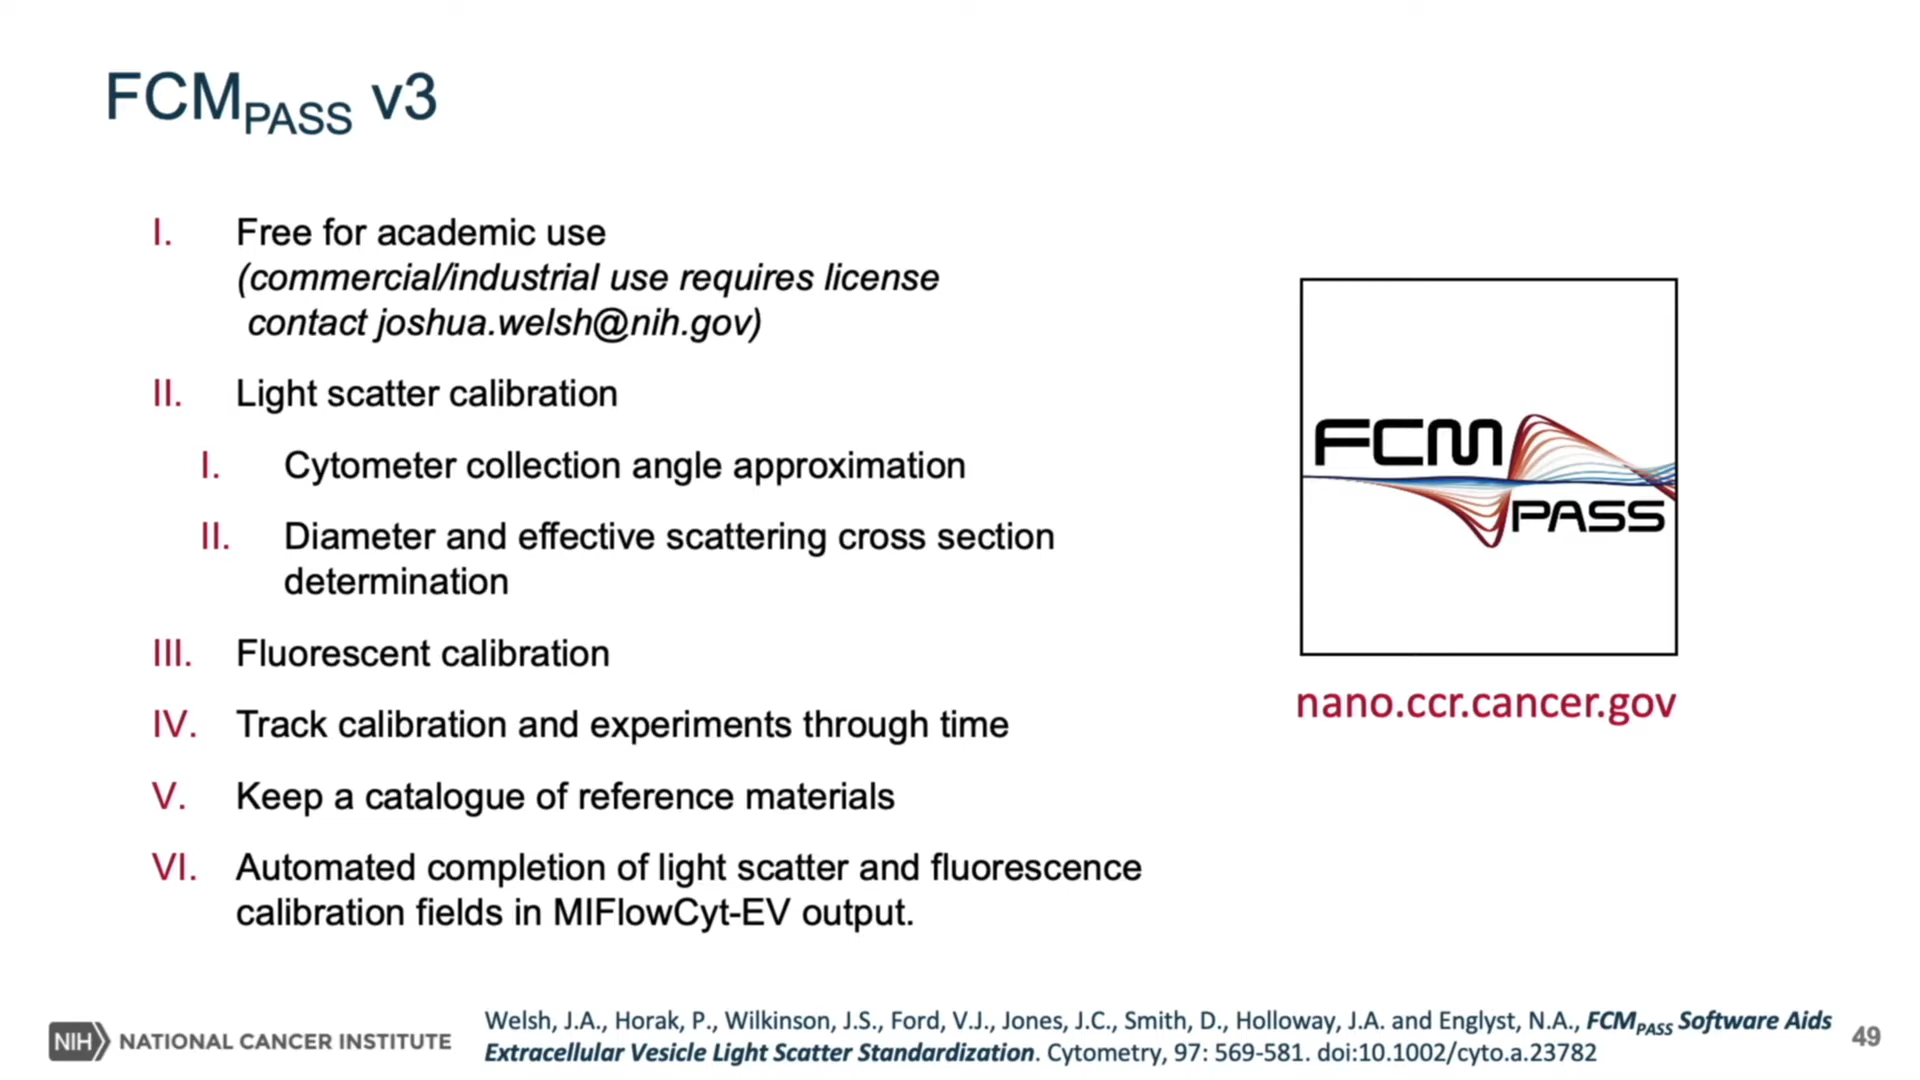 FCMPASS v3
I. Free for academic use
(commercial/industrial use requires license
contact joshua.welsh@nih.gov)
II. Light scatter calibration
I. Cytometer collection angle approximation
II. Diameter and effective scattering cross section
determination
III. Fluorescent calibration
IV. Track calibration and experiments through time
V. Keep a catalogue of reference materials
VI. Automated completion of light scatter and fluorescence
calibration fields in MIFlowCyt-EV output.
FCM
PASS
nano.ccr.cancer.gov
NIH NATIONAL CANCER INSTITUTE
Welsh, J.A., Horak, P., Wilkinson, J.S., Ford, V.J., Jones, J.C., Smith, D., Holloway, J.A. and Englyst, N.A., FCMPASS Software Aids
Extracellular Vesicle Light Scatter Standardization. Cytometry, 97: 569-581. doi:10.1002/cyto.a.23782
49